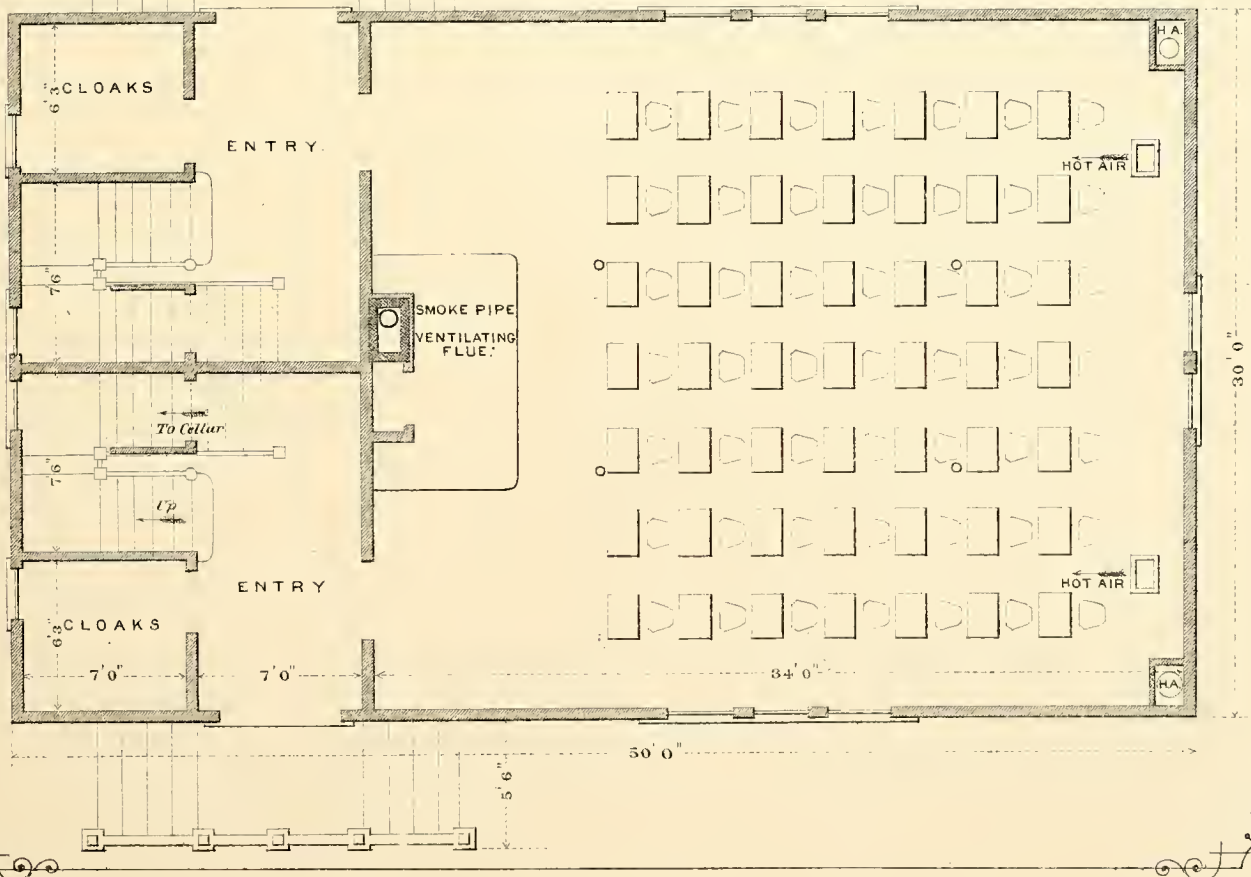 H.A.
CLOAKS
6'3"
ENTRY.
HOT AIR
7'6"
SMOKE PIPE
VENTILATING
FLUE.
30'0"
To Cellar
7'6"
Up
HOT AIR
ENTRY
CLOAKS
6'3"
7'0"
7'0"
34'0"
H.A.
50'0"
5'6"